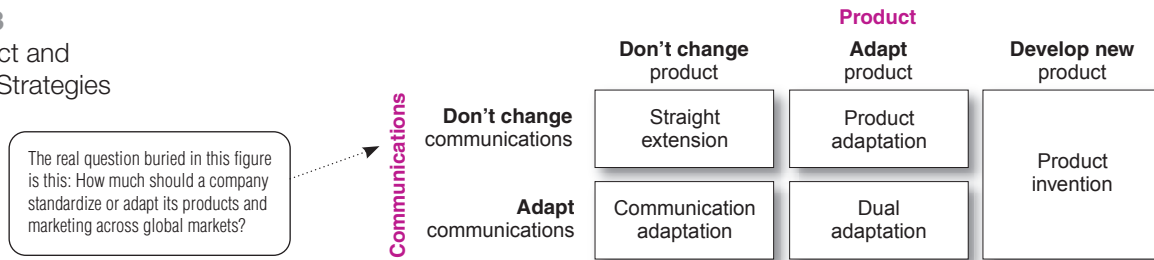 3
ct and
Strategies
The real question buried in this figure
is this: How much should a company
standardize or adapt its products and
marketing across global markets?
Product
Don’t change
product
Adapt
product
Develop new
product
Communications
Don’t change
communications
Straight
extension
Product
adaptation
Product
invention
Adapt
communications
Communication
adaptation
Dual
adaptation